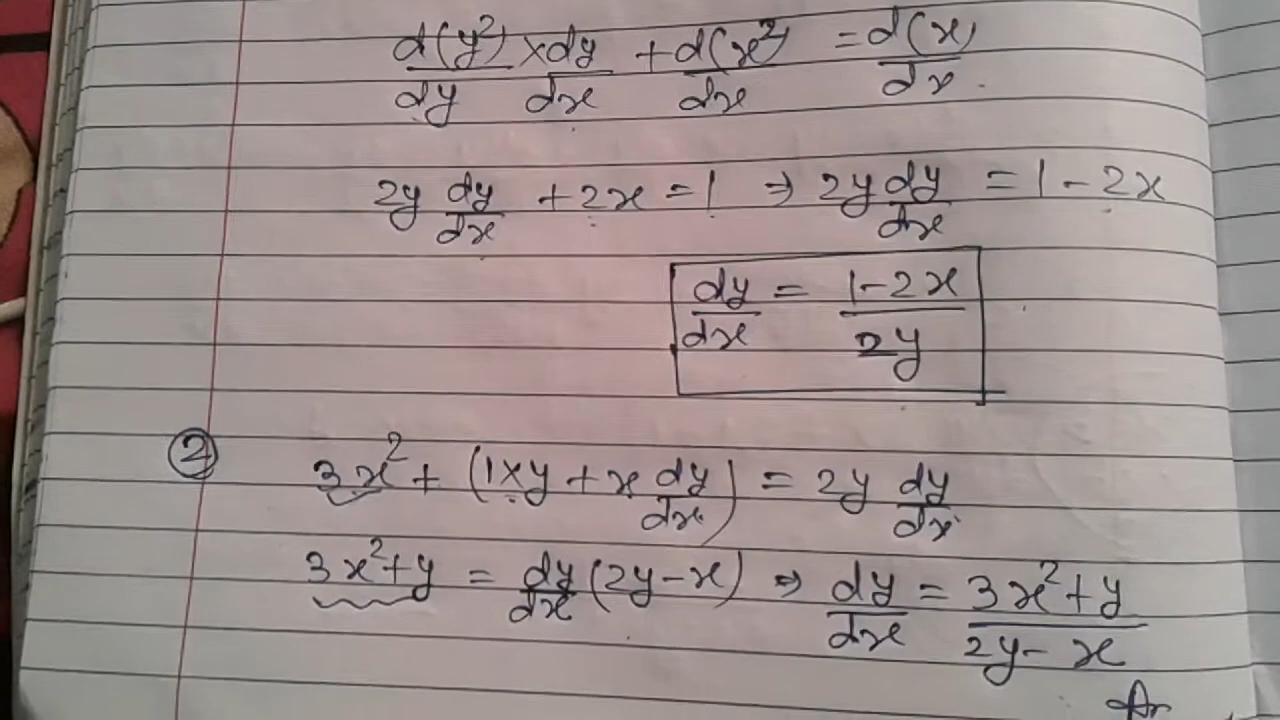 d(y²)/dy × dy/dx + d(x²)/dx = d(x)/dx
2y dy/dx + 2x = 1 ⇒ 2y dy/dx = 1 - 2x
dy/dx = 1-2x/2y
② 3x² + (1×y + x dy/dx) = 2y dy/dx
3x²+y = dy/dx (2y-x) ⇒ dy/dx = 3x²+y/2y-x